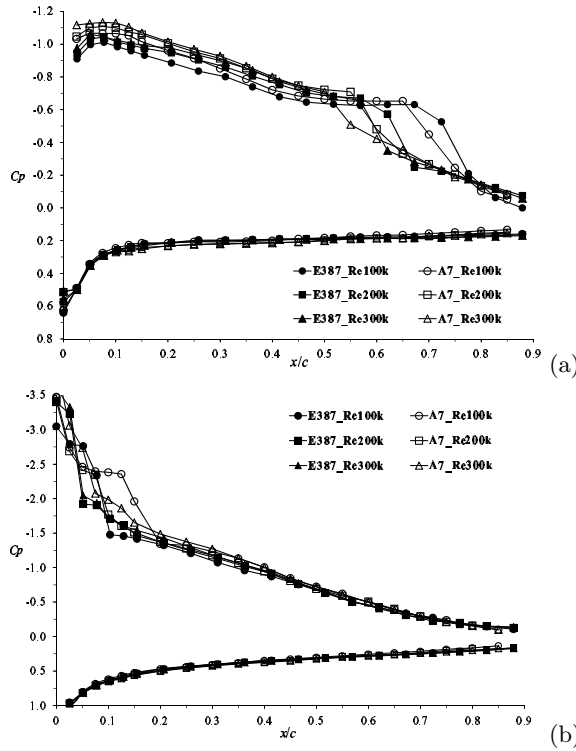 -1.2
-1.0
-0.8
-0.6
-0.4
Cp
-0.2
0.0
0.2
0.4
0.6
0.8
E387_Re100k
A7_Re100k
E387_Re200k
A7_Re200k
E387_Re300k
A7_Re300k
0 0.1 0.2 0.3 0.4 0.5 0.6 0.7 0.8 0.9
x/c
(a)
-3.5
-3.0
-2.5
-2.0
Cp
-1.5
-1.0
-0.5
0.0
0.5
1.0
E387_Re100k
A7_Re100k
E387_Re200k
A7_Re200k
E387_Re300k
A7_Re300k
0 0.1 0.2 0.3 0.4 0.5 0.6 0.7 0.8 0.9
x/c
(b)